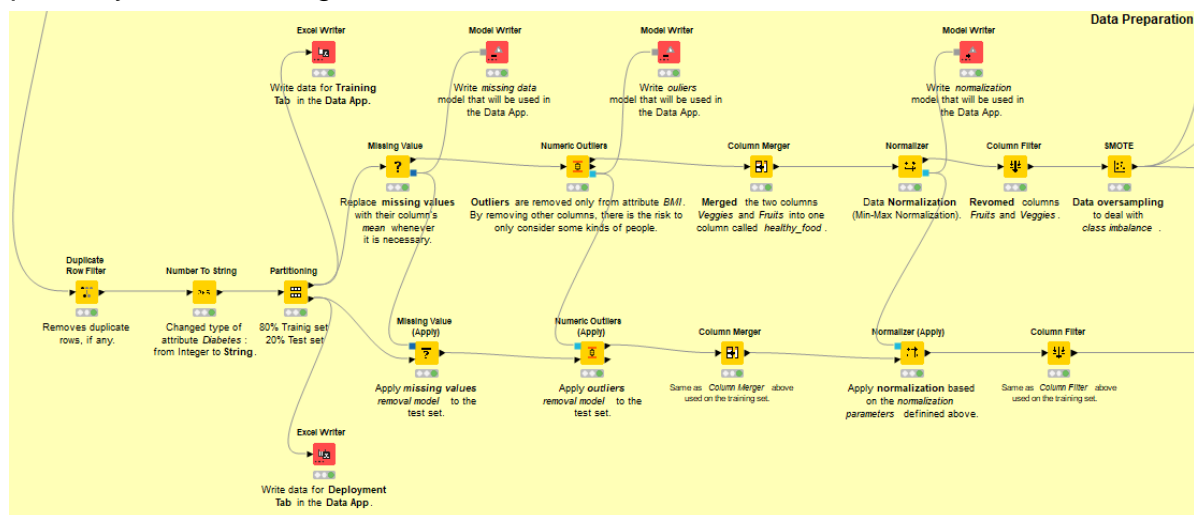 Data Preparation
Excel Writer
Write data for Training
Tab in the Data App.
Model Writer
Write missing data
model that will be used in
the Data App.
Model Writer
Write ouliers
model that will be used in
the Data App.
Model Writer
Write normalization
model that will be used in
the Data App.
Missing Value
?
Replace missing values
with their column's
mean whenever
it is necessary.
Numeric Outliers
Outliers are removed only from attribute BMI.
By removing other columns, there is the risk to
only consider some kinds of people.
Column Merger
Merged the two columns
Veggies and Fruits into one
column called healthy_food.
Normalizer
Data Normalization
(Min-Max Normalization).
Column Filter
Revomed columns
Fruits and Veggies.
SMOTE
Data oversampling
to deal with
class imbalance .
Duplicate
Row Filter
Removes duplicate
rows, if any.
Number To String
Changed type of
attribute Diabetes :
from Integer to String.
Partitioning
80% Trainig set
20% Test set
Missing Value
(Apply)
?
Apply missing values
removal model to the
test set.
Numeric Outliers
(Apply)
Apply outliers
removal model to the
test set.
Column Merger
Same as Column Merger above
used on the training set.
Normalizer (Apply)
Apply normalization based
on the normalization
parameters definined above.
Column Filter
Same as Column Filter above
used on the training set.
Excel Writer
Write data for Deployment
Tab in the Data App.